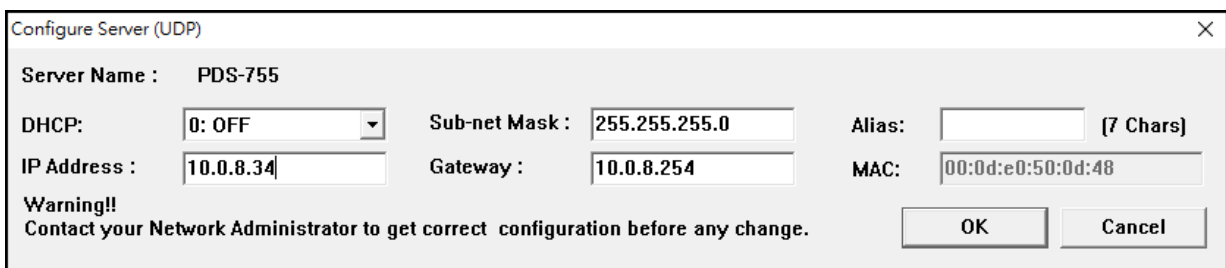 Configure Server (UDP)
Server Name : PDS-755
DHCP: 0: OFF Sub-net Mask : 255.255.255.0 Alias: (7 Chars)
IP Address : 10.0.8.34 Gateway : 10.0.8.254 MAC: 00:0d:e0:50:0d:48
Warning!!
Contact your Network Administrator to get correct configuration before any change.
OK Cancel